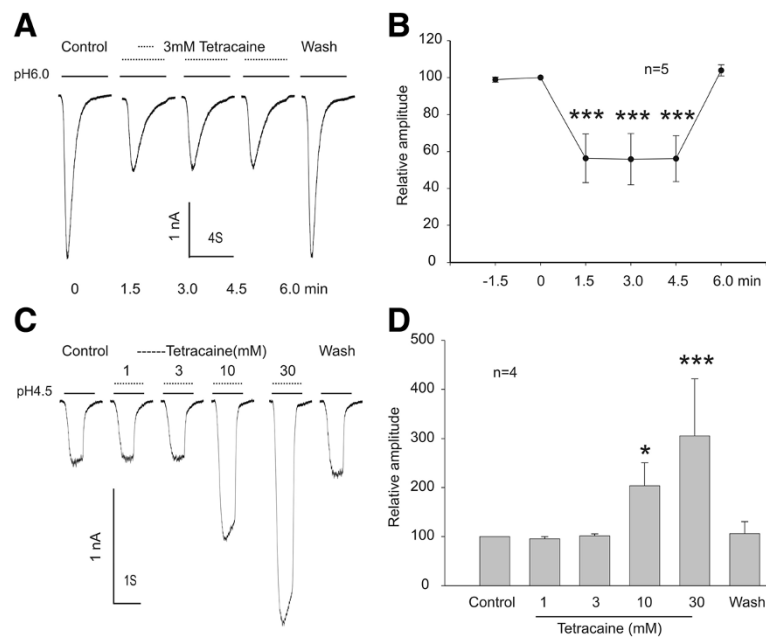 A
Control 3mM Tetracaine Wash
pH6.0
1 nA
4S
0 1.5 3.0 4.5 6.0 min
B
120
100
80
60
40
20
0
Relative amplitude
n=5
*** *** ***
-1.5 0 1.5 3.0 4.5 6.0 min
C
Control Tetracaine(mM) Wash
1 3 10 30
pH4.5
1 nA
1S
D
500
400
300
200
100
0
Relative amplitude
n=4
*
***
Control 1 3 10 30 Wash
Tetracaine (mM)